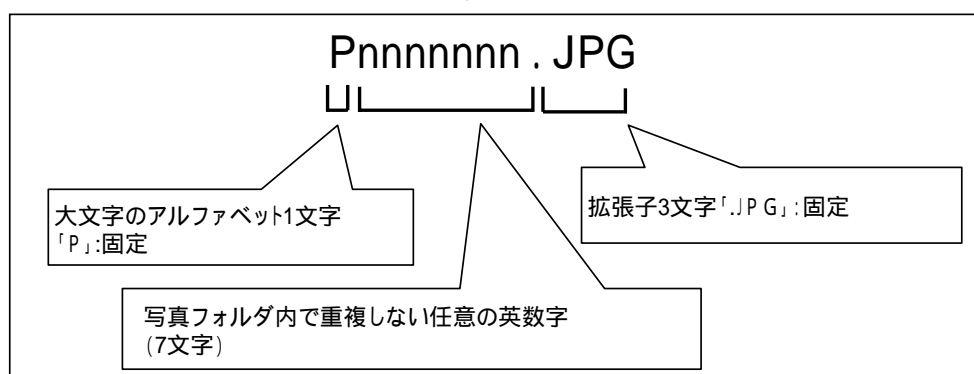 Pnnnnnnn.JPG
大文字のアルファベット1文字
「P」:固定
拡張子3文字「.JPG」:固定
写真フォルダ内で重複しない任意の英数字
(7文字)